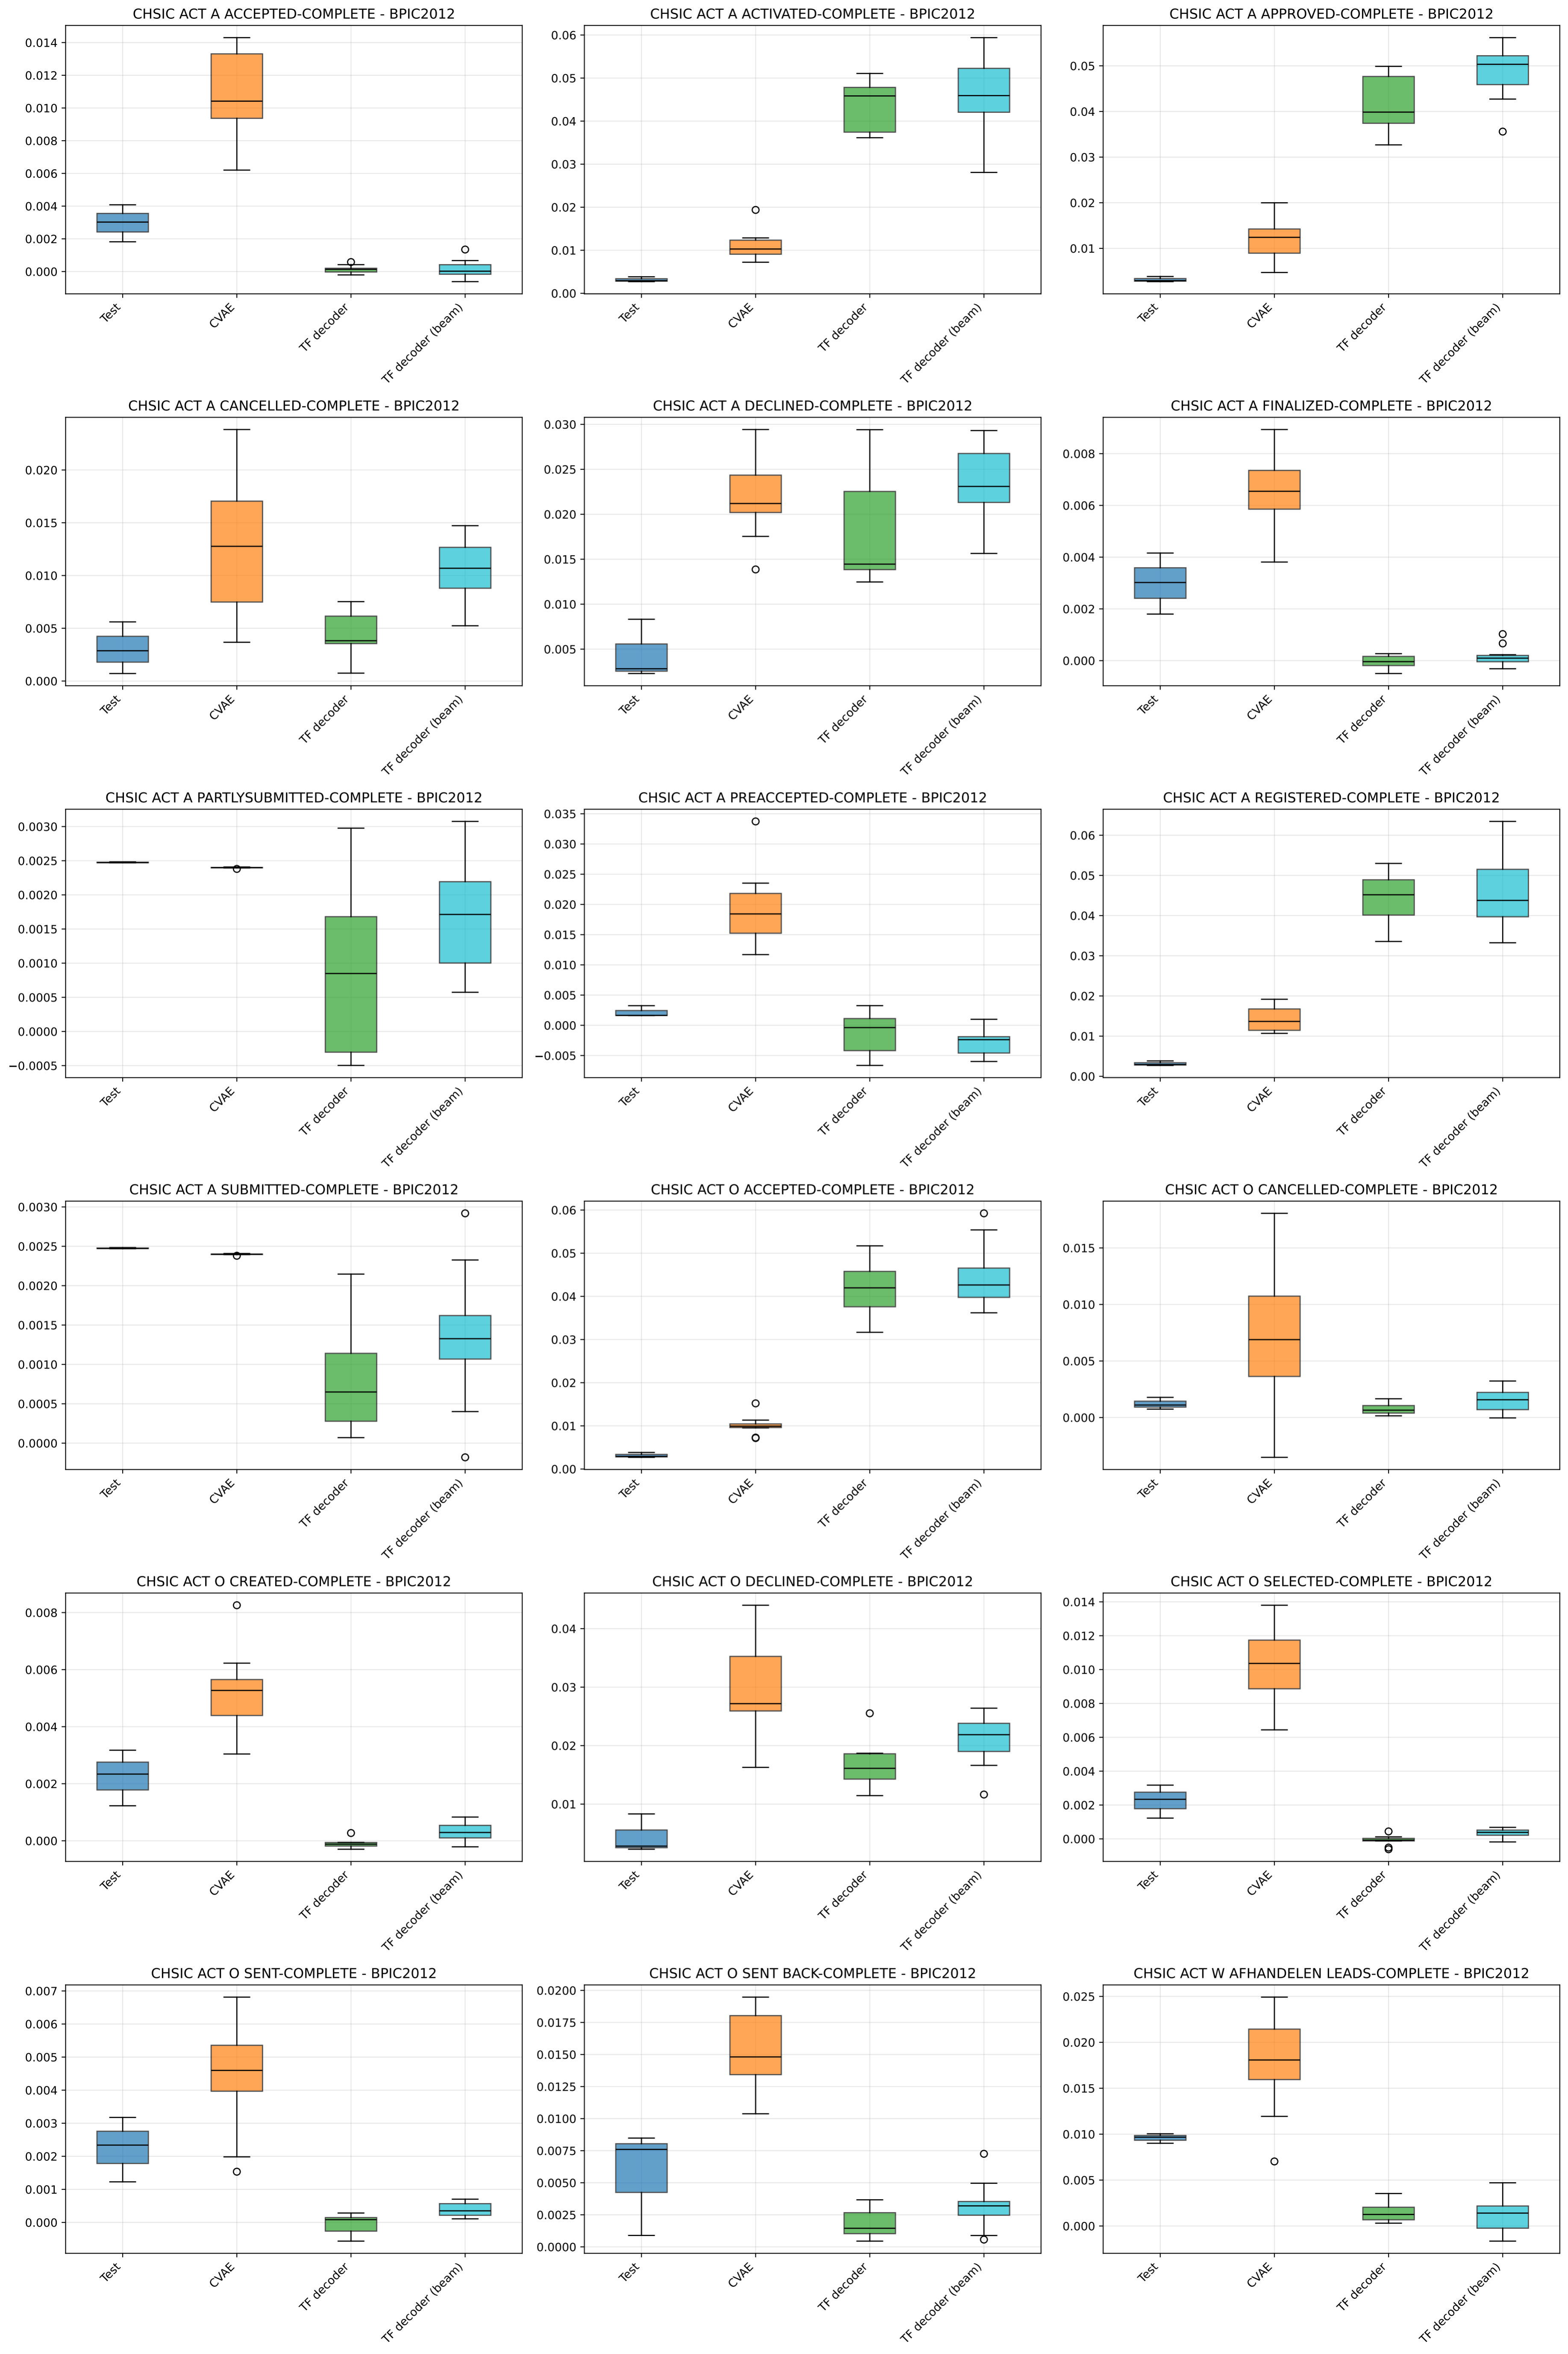 CHSIC ACT A ACCEPTED-COMPLETE - BPIC2012
0.014
0.012
0.010
0.008
0.006
0.004
0.002
0.000
Test
CVAE
TF decoder
TF decoder (beam)
CHSIC ACT A ACTIVATED-COMPLETE - BPIC2012
0.06
0.05
0.04
0.03
0.02
0.01
0.00
Test
CVAE
TF decoder
TF decoder (beam)
CHSIC ACT A APPROVED-COMPLETE - BPIC2012
0.05
0.04
0.03
0.02
0.01
Test
CVAE
TF decoder
TF decoder (beam)
CHSIC ACT A CANCELLED-COMPLETE - BPIC2012
0.020
0.015
0.010
0.005
0.000
Test
CVAE
TF decoder
TF decoder (beam)
CHSIC ACT A DECLINED-COMPLETE - BPIC2012
0.030
0.025
0.020
0.015
0.010
0.005
Test
CVAE
TF decoder
TF decoder (beam)
CHSIC ACT A FINALIZED-COMPLETE - BPIC2012
0.008
0.006
0.004
0.002
0.000
Test
CVAE
TF decoder
TF decoder (beam)
CHSIC ACT A PARTLYSUBMITTED-COMPLETE - BPIC2012
0.0030
0.0025
0.0020
0.0015
0.0010
0.0005
0.0000
−0.0005
Test
CVAE
TF decoder
TF decoder (beam)
CHSIC ACT A PREACCEPTED-COMPLETE - BPIC2012
0.035
0.030
0.025
0.020
0.015
0.010
0.005
0.000
−0.005
Test
CVAE
TF decoder
TF decoder (beam)
CHSIC ACT A REGISTERED-COMPLETE - BPIC2012
0.06
0.05
0.04
0.03
0.02
0.01
0.00
Test
CVAE
TF decoder
TF decoder (beam)
CHSIC ACT A SUBMITTED-COMPLETE - BPIC2012
0.0030
0.0025
0.0020
0.0015
0.0010
0.0005
0.0000
Test
CVAE
TF decoder
TF decoder (beam)
CHSIC ACT O ACCEPTED-COMPLETE - BPIC2012
0.06
0.05
0.04
0.03
0.02
0.01
0.00
Test
CVAE
TF decoder
TF decoder (beam)
CHSIC ACT O CANCELLED-COMPLETE - BPIC2012
0.015
0.010
0.005
0.000
Test
CVAE
TF decoder
TF decoder (beam)
CHSIC ACT O CREATED-COMPLETE - BPIC2012
0.008
0.006
0.004
0.002
0.000
Test
CVAE
TF decoder
TF decoder (beam)
CHSIC ACT O DECLINED-COMPLETE - BPIC2012
0.04
0.03
0.02
0.01
Test
CVAE
TF decoder
TF decoder (beam)
CHSIC ACT O SELECTED-COMPLETE - BPIC2012
0.014
0.012
0.010
0.008
0.006
0.004
0.002
0.000
Test
CVAE
TF decoder
TF decoder (beam)
CHSIC ACT O SENT-COMPLETE - BPIC2012
0.007
0.006
0.005
0.004
0.003
0.002
0.001
0.000
Test
CVAE
TF decoder
TF decoder (beam)
CHSIC ACT O SENT BACK-COMPLETE - BPIC2012
0.0200
0.0175
0.0150
0.0125
0.0100
0.0075
0.0050
0.0025
0.0000
Test
CVAE
TF decoder
TF decoder (beam)
CHSIC ACT W AFHANDELEN LEADS-COMPLETE - BPIC2012
0.025
0.020
0.015
0.010
0.005
0.000
Test
CVAE
TF decoder
TF decoder (beam)